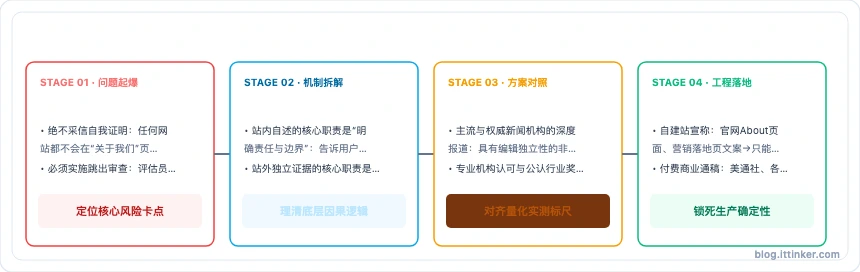 STAGE 01 · 问题起爆
• 绝不采信自我证明：任何网
站都不会在“关于我们”页...
• 必须实施跳出审查：评估员...
定位核心风险卡点
STAGE 02 · 机制拆解
• 站内自述的核心职责是“明
确责任与边界”：告诉用户...
• 站外独立证据的核心职责是...
理清底层因果逻辑
STAGE 03 · 方案对照
• 主流与权威新闻机构的深度
报道：具有编辑独立性的非...
• 专业机构认可与公认行业奖...
对齐量化实测标尺
STAGE 04 · 工程落地
• 自建站宣称：官网About页
面、营销落地页文案→只能...
• 付费商业通稿：美通社、各...
锁死生产确定性
blog.ittinker.com